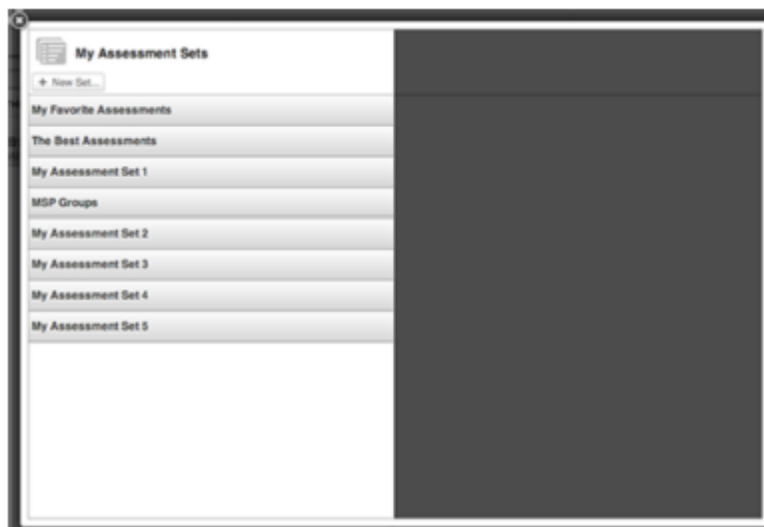 My Assessment Sets
+ New Set...
My Favorite Assessments
The Best Assessments
My Assessment Set 1
MSP Groups
My Assessment Set 2
My Assessment Set 3
My Assessment Set 4
My Assessment Set 5